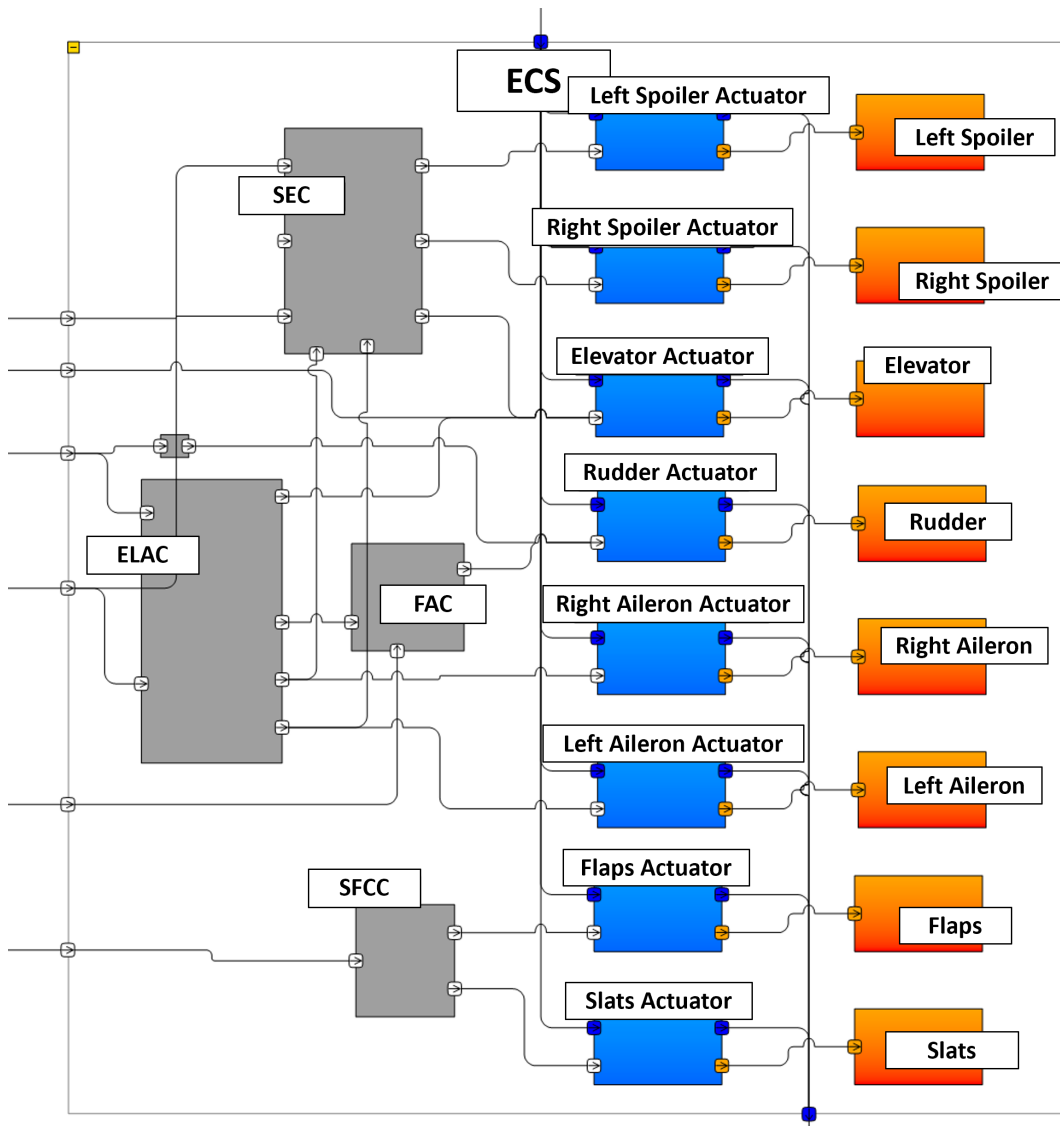 ECS
Left Spoiler Actuator
Left Spoiler
SEC
Right Spoiler Actuator
Right Spoiler
Elevator Actuator
Elevator
Rudder Actuator
Rudder
ELAC
FAC
Right Aileron Actuator
Right Aileron
Left Aileron Actuator
Left Aileron
SFCC
Flaps Actuator
Flaps
Slats Actuator
Slats